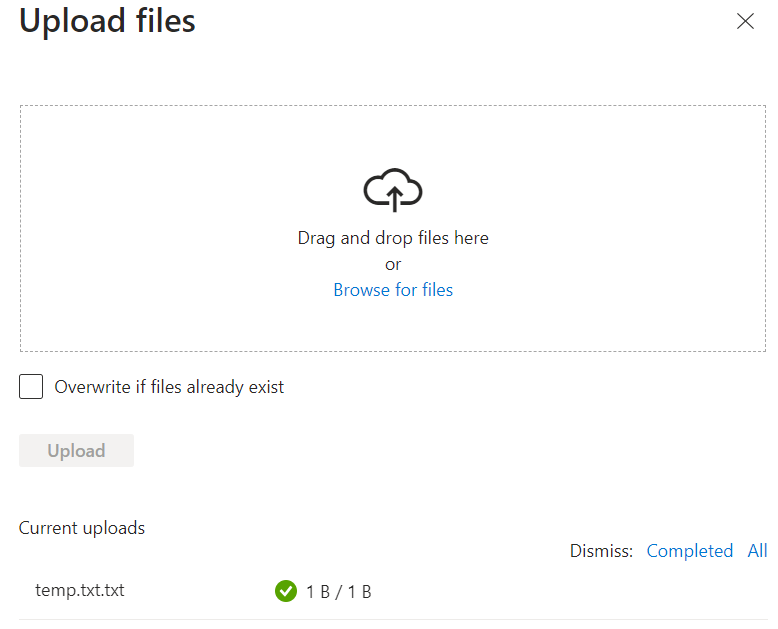 Upload files
Drag and drop files here
or
Browse for files
Overwrite if files already exist
Upload
Current uploads
Dismiss: Completed All
temp.txt.txt 1 B / 1 B